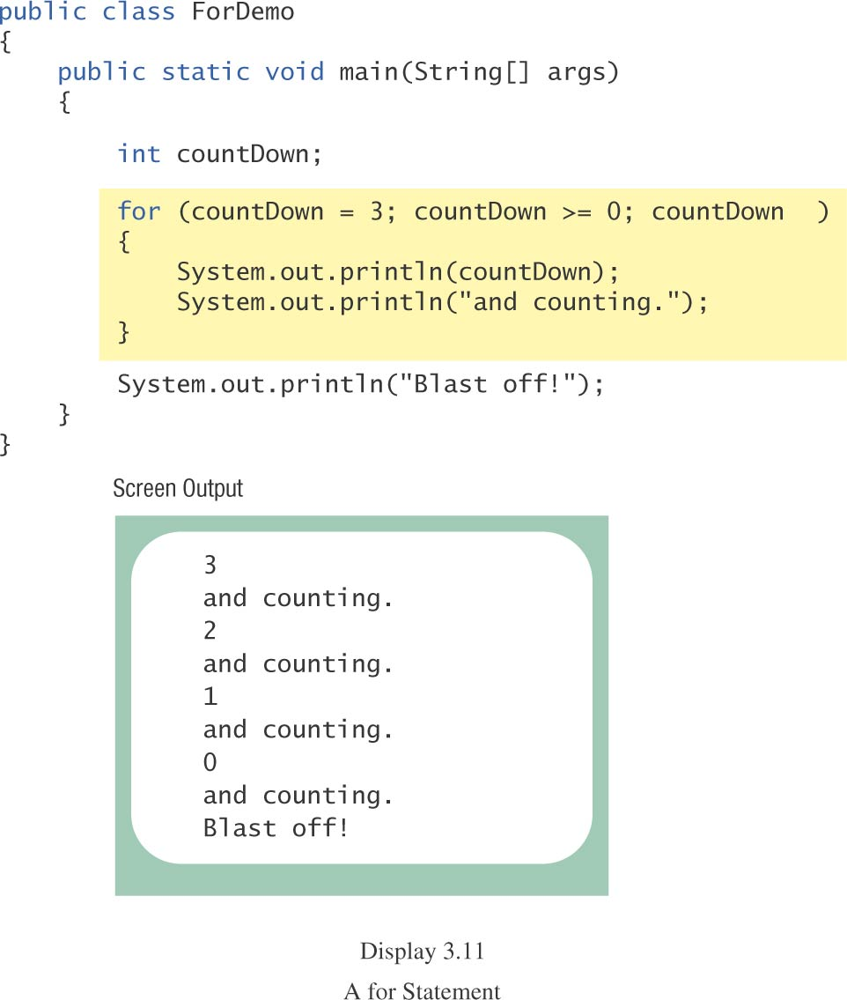 public class ForDemo
{
    public static void main(String[] args)
    {
        int countDown;
        for (countDown = 3; countDown >= 0; countDown  )
        {
            System.out.println(countDown);
            System.out.println("and counting.");
        }
        System.out.println("Blast off!");
    }
}
Screen Output
3
and counting.
2
and counting.
1
and counting.
0
and counting.
Blast off!
Display 3.11
A for Statement